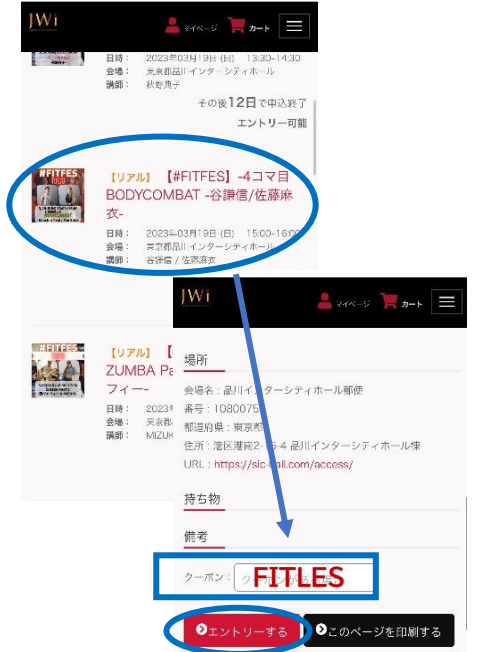 JWi
マイページ
カート
日時： 2023年03月19日 (日) 13:30-14:30
会場： 東京都品川インターシティホール
講師： 秋野典子
その後12日で申込終了
エントリー可能
#FITFES
【リアル】【#FITFES】-4コマ目
BODYCOMBAT -谷謙信/佐藤麻
衣-
日時： 2023年03月19日 (日) 15:00-16:00
会場： 東京都品川インターシティホール
講師： 谷謙信 / 佐藤麻衣
#FITFES
【リアル】【
ZUMBA Pa
フィー-
日時： 2023
会場： 東京都
講師： MIZUK
JWi
マイページ
カート
場所
会場名 : 品川インターシティホール郵便
番号 : 1080075
都道府県 : 東京都
住所 : 港区港南2-15-4 品川インターシティホール棟
URL : https://sic-hall.com/access/
持ち物
備考
クーポン :
FITLES
エントリーする
このページを印刷する